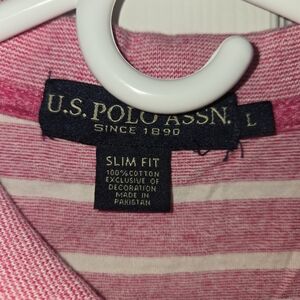 U.S. POLO ASSN. L
SINCE 1890
SLIM FIT
100% COTTON
EXCLUSIVE OF
DECORATION
MADE IN
PAKISTAN